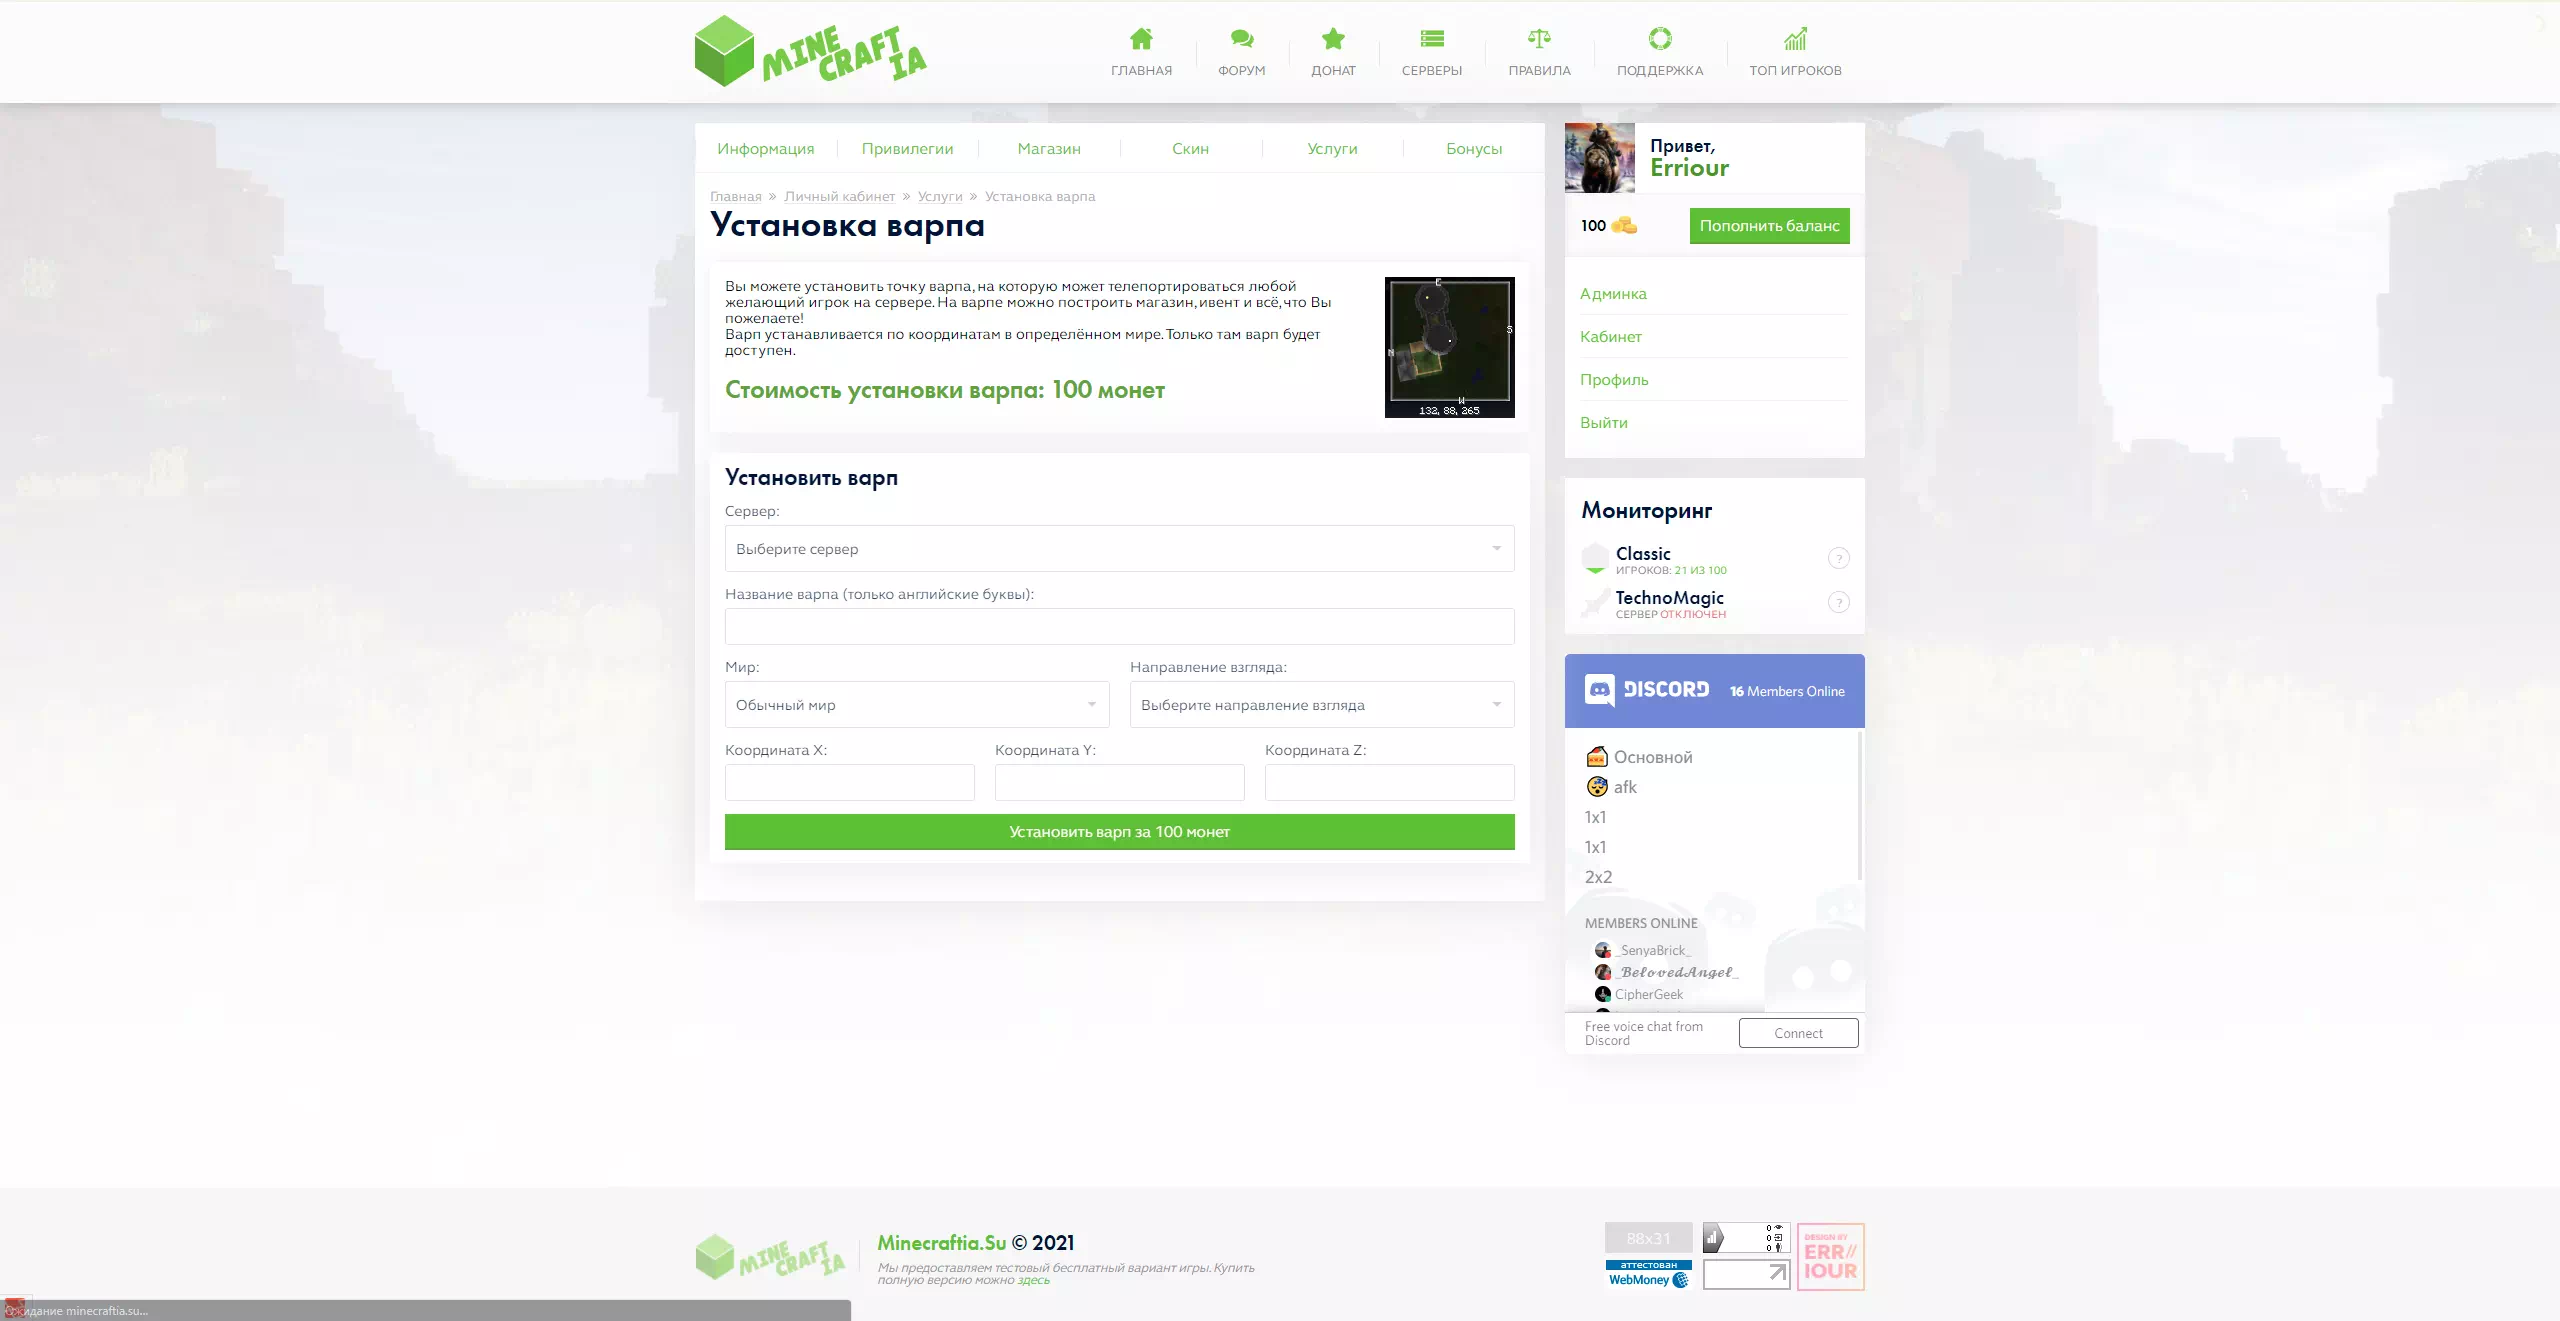 MINE CRAFT IA
ГЛАВНАЯ
ФОРУМ
ДОНАТ
СЕРВЕРЫ
ПРАВИЛА
ПОДДЕРЖКА
ТОП ИГРОКОВ
Информация
Привилегии
Магазин
Скин
Услуги
Бонусы
Главная » Личный кабинет » Услуги » Установка варпа
Установка варпа
Вы можете установить точку варпа, на которую может телепортироваться любой
желающий игрок на сервере. На варпе можно построить магазин, ивент и всё, что Вы
пожелаете!
Варп устанавливается по координатам в определённом мире. Только там варп будет
доступен.
Стоимость установки варпа: 100 монет
E
S
N
W
132, 88, 265
Установить варп
Сервер:
Выберите сервер
Название варпа (только английские буквы):
Мир:
Направление взгляда:
Обычный мир
Выберите направление взгляда
Координата X:
Координата Y:
Координата Z:
Установить варп за 100 монет
Привет,
Erriour
100
Пополнить баланс
Админка
Кабинет
Профиль
Выйти
Мониторинг
Classic
ИГРОКОВ: 21 ИЗ 100
?
TechnoMagic
СЕРВЕР ОТКЛЮЧЕН
?
DISCORD
16 Members Online
Основной
afk
1x1
1x1
2x2
MEMBERS ONLINE
_SenyaBrick_
_𝓑𝓮𝓵𝓸𝓿𝓮𝓭𝓐𝓷𝓰𝓮𝓵_
CipherGeek
Free voice chat from
Discord
Connect
MINE CRAFT IA
Minecraftia.Su © 2021
Мы предоставляем тестовый бесплатный вариант игры. Купить
полную версию можно здесь
88x31
аттестован
WebMoney
0
0
0
DESIGN BY
ERR//
IOUR
Ожидание minecraftia.su...